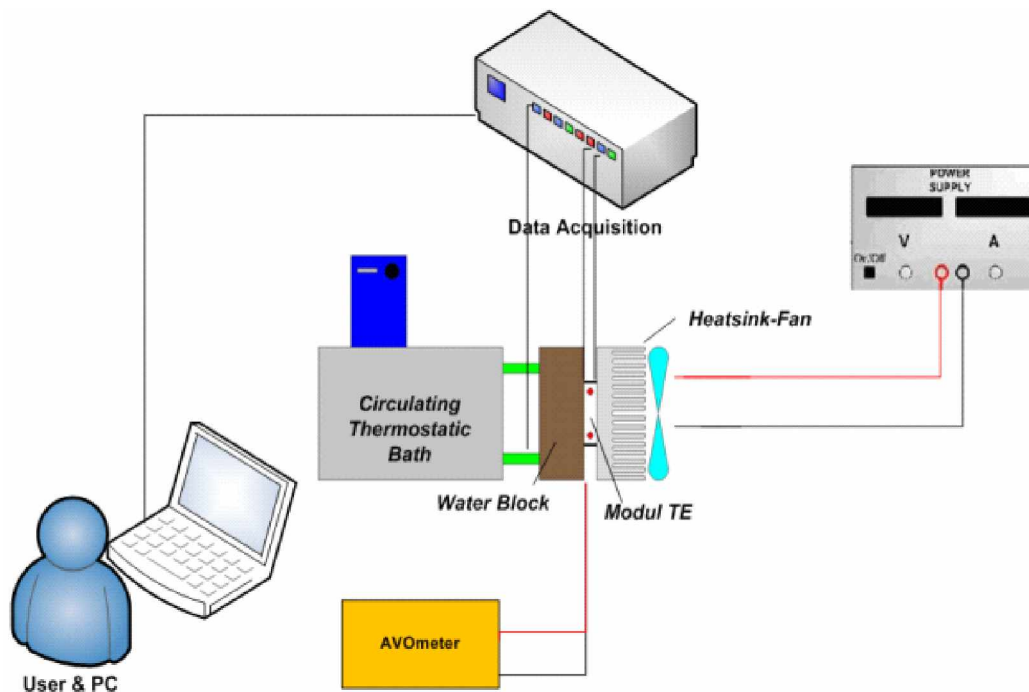 Data Acquisition
POWER
SUPPLY
V
A
On/Off
Heatsink-Fan
Circulating
Thermostatic
Bath
Water Block
Modul TE
AVOmeter
User & PC